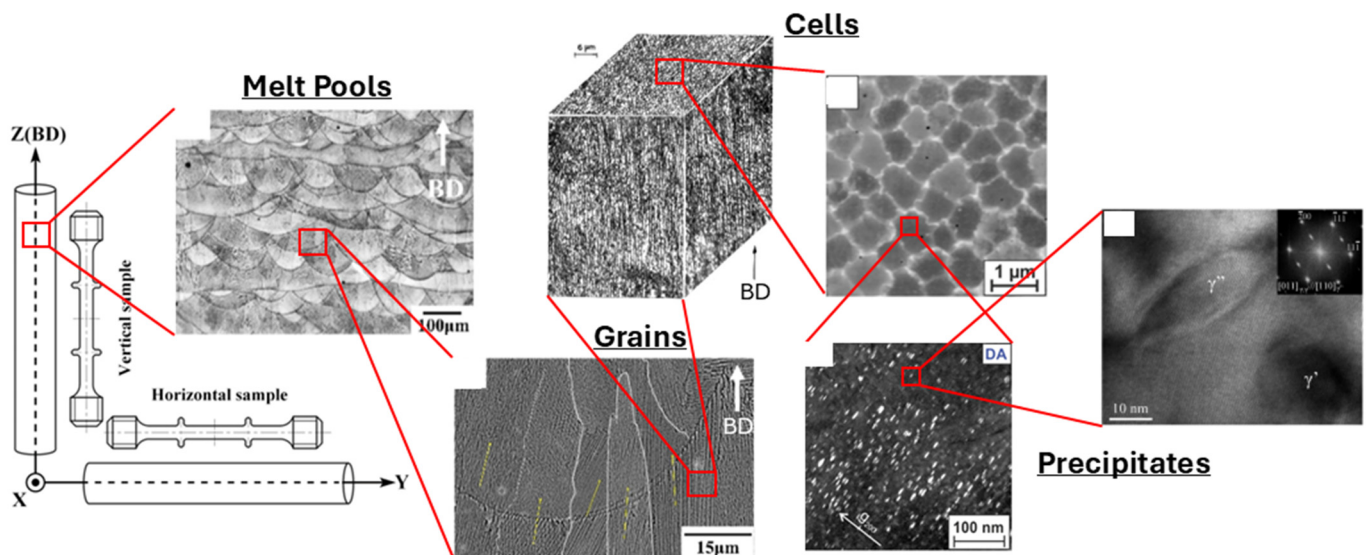 Cells
6 μm
Melt Pools
Z(BD)
BD
Vertical sample
100μm
1 μm
BD
Grains
γ''
γ'
10 nm
DA
Horizontal sample
BD
Precipitates
X
Y
15μm
100 nm